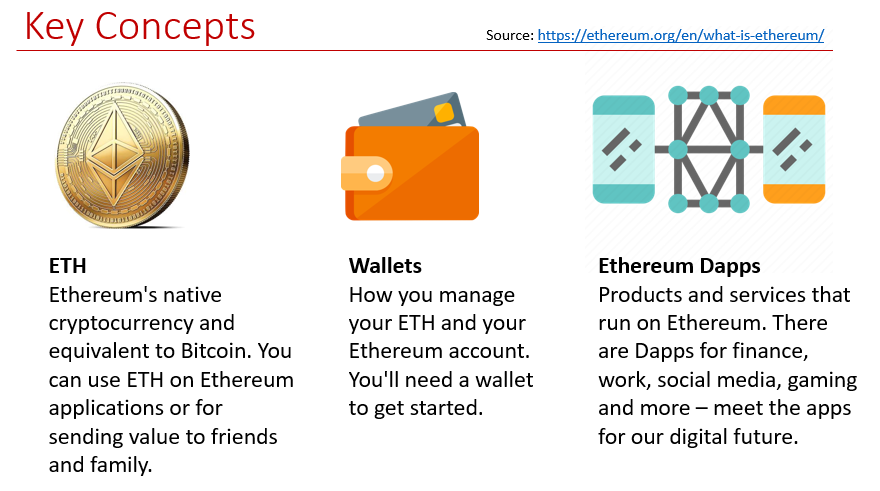 Key Concepts
Source: https://ethereum.org/en/what-is-ethereum/
ETH
Ethereum's native
cryptocurrency and
equivalent to Bitcoin. You
can use ETH on Ethereum
applications or for
sending value to friends
and family.
Wallets
How you manage
your ETH and your
Ethereum account.
You'll need a wallet
to get started.
Ethereum Dapps
Products and services that
run on Ethereum. There
are Dapps for finance,
work, social media, gaming
and more – meet the apps
for our digital future.